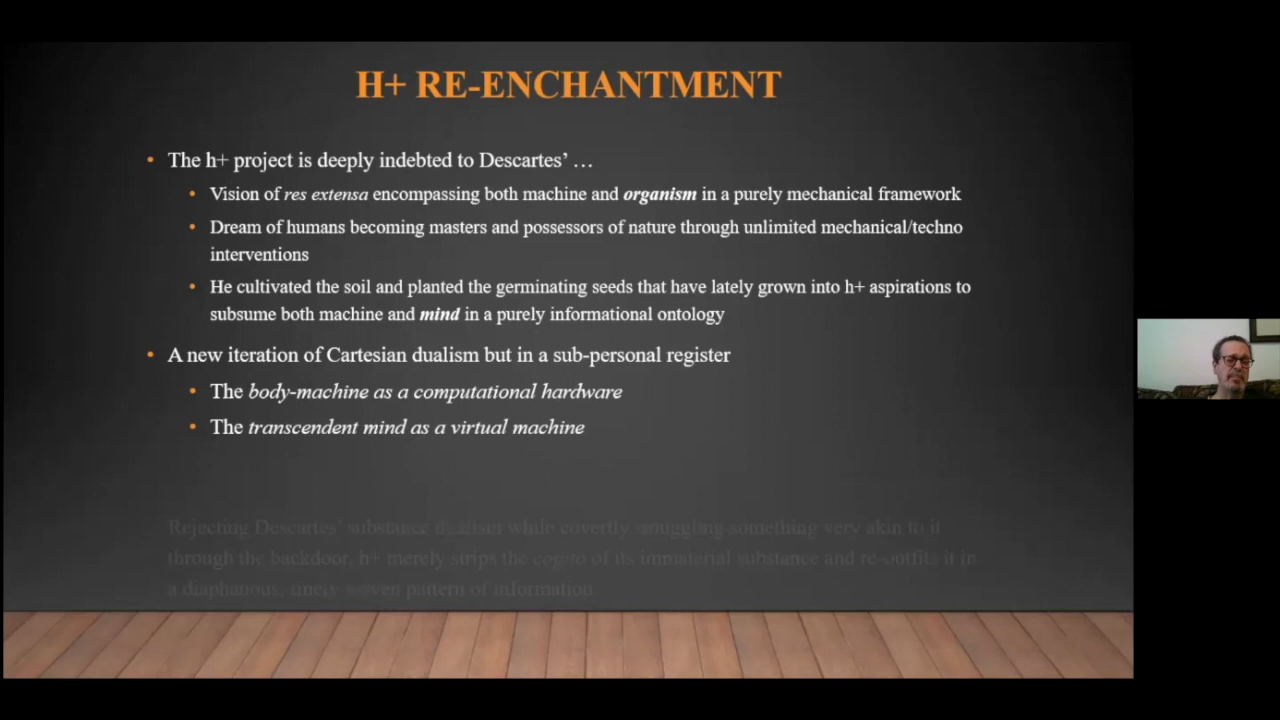 H+ RE-ENCHANTMENT
• The h+ project is deeply indebted to Descartes’ …
• Vision of res extensa encompassing both machine and organism in a purely mechanical framework
• Dream of humans becoming masters and possessors of nature through unlimited mechanical/techno
interventions
• He cultivated the soil and planted the germinating seeds that have lately grown into h+ aspirations to
subsume both machine and mind in a purely informational ontology
• A new iteration of Cartesian dualism but in a sub-personal register
• The body-machine as a computational hardware
• The transcendent mind as a virtual machine
Rejecting Descartes’ substance dualism while covertly smuggling something very akin to it
through the backdoor, h+ merely strips the cogito of its immaterial substance and re-outfits it in
a diaphanous, finely woven pattern of information